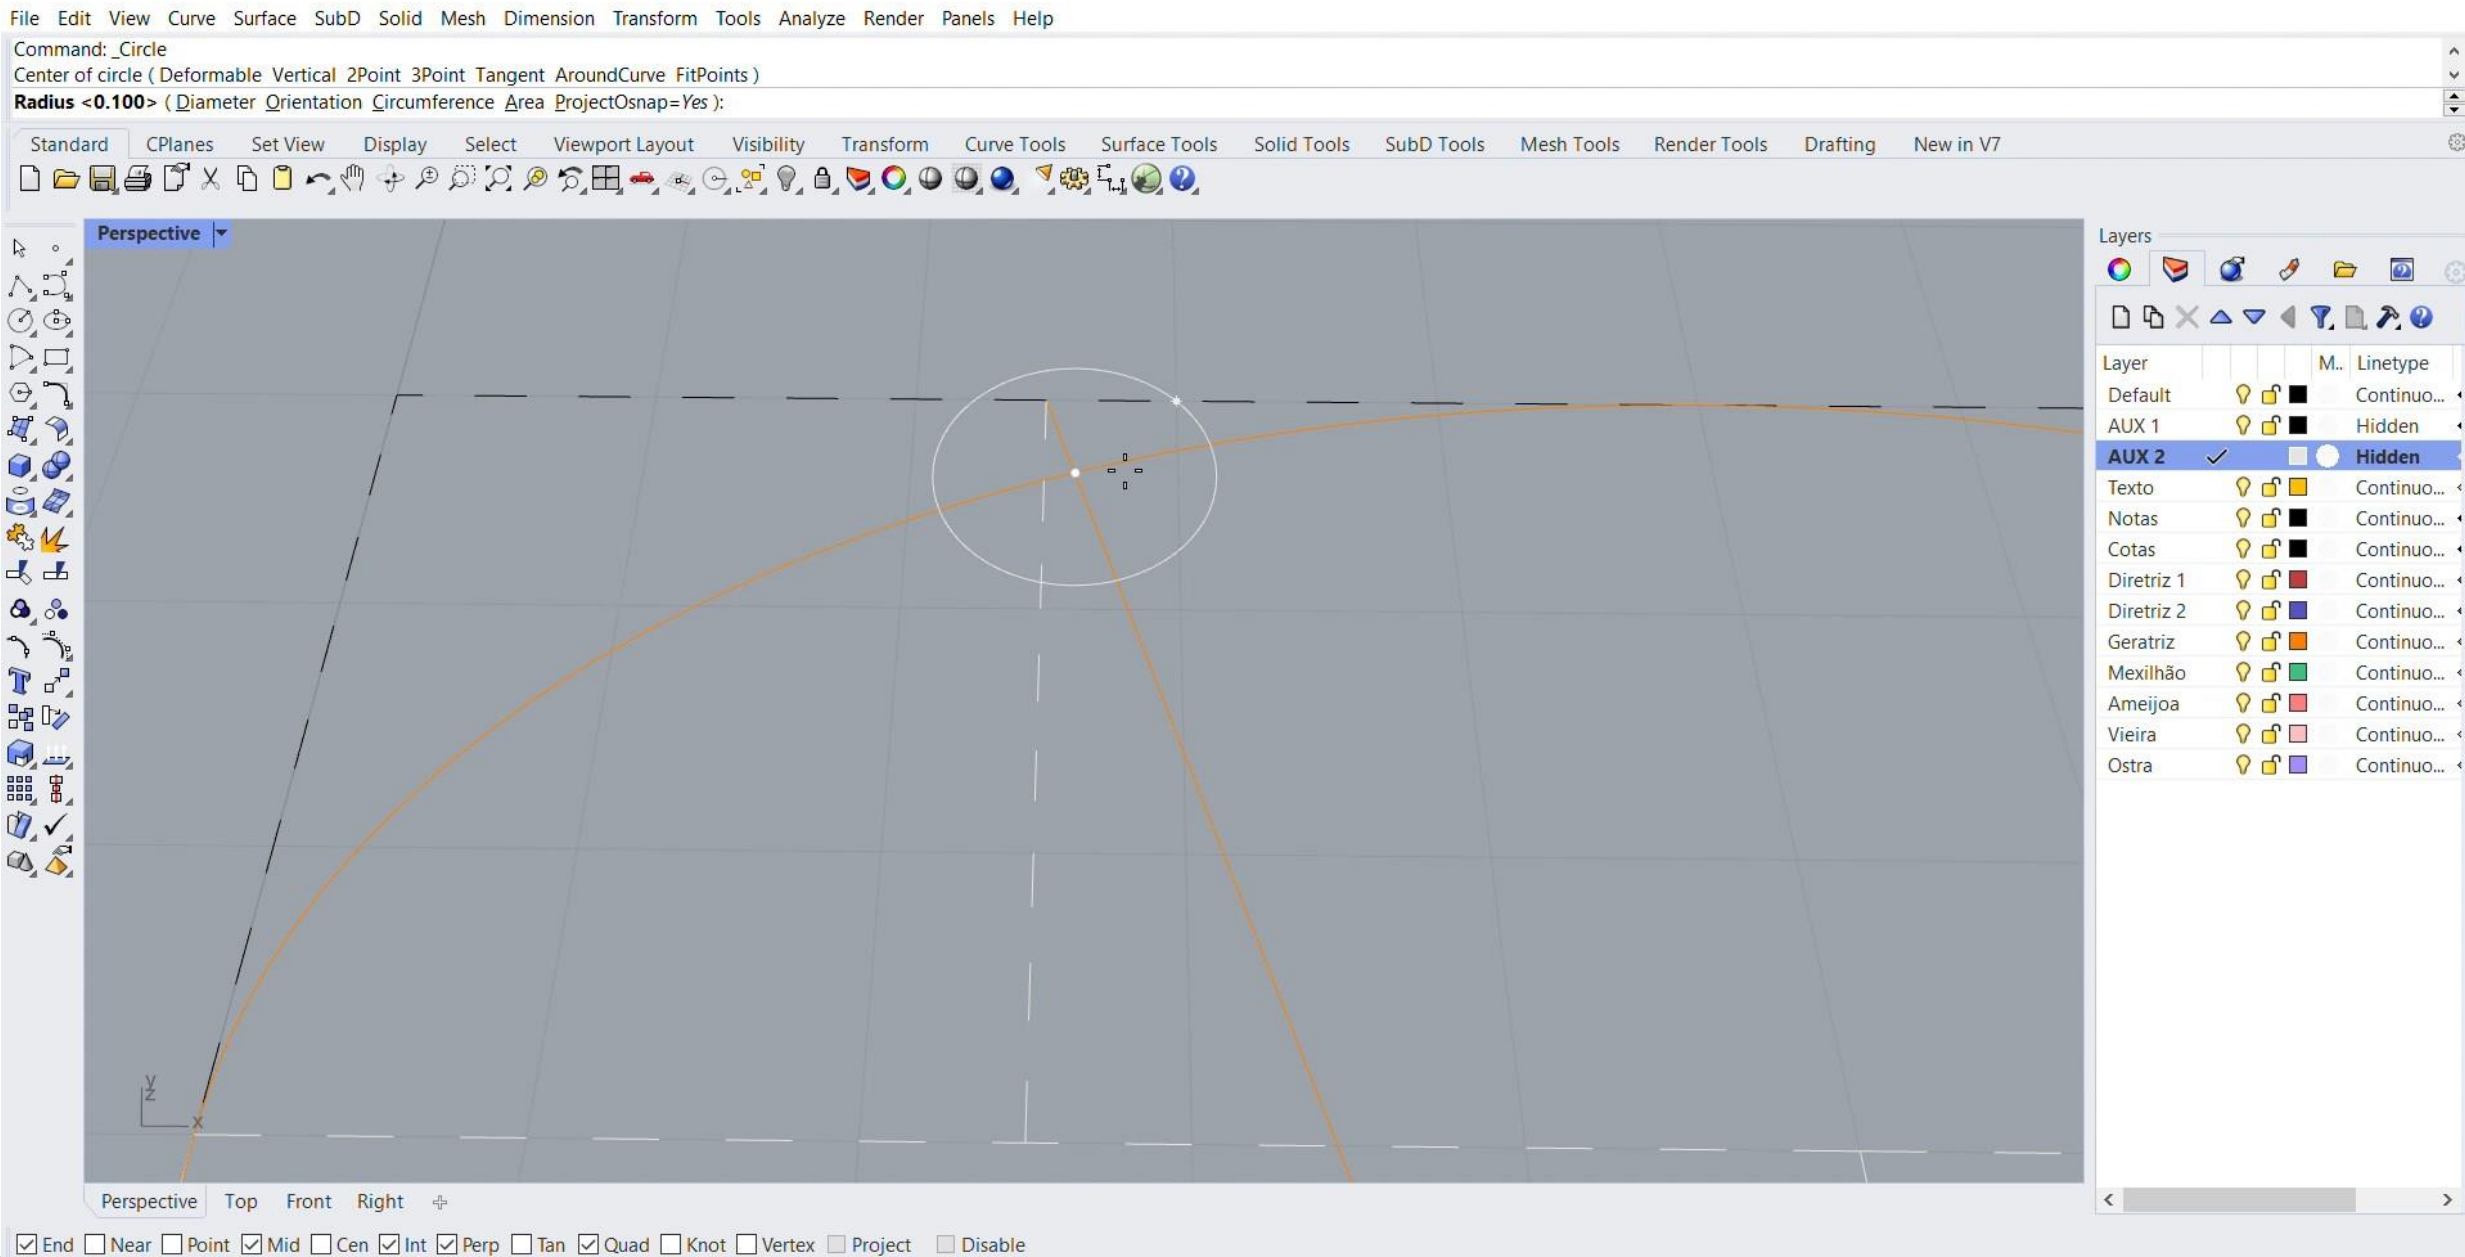 File Edit View Curve Surface SubD Solid Mesh Dimension Transform Tools Analyze Render Panels Help
Command: _Circle
Center of circle ( Deformable Vertical 2Point 3Point Tangent AroundCurve FitPoints )
Radius <0.100> ( Diameter Orientation Circumference Area ProjectOsnap=Yes ):
Standard CPlanes Set View Display Select Viewport Layout Visibility Transform Curve Tools Surface Tools Solid Tools SubD Tools Mesh Tools Render Tools Drafting New in V7
Perspective
Layers
Layer M.. Linetype
Default Continuo...
AUX 1 Hidden
AUX 2 Hidden
Texto Continuo...
Notas Continuo...
Cotas Continuo...
Diretriz 1 Continuo...
Diretriz 2 Continuo...
Geratriz Continuo...
Mexilhão Continuo...
Ameijoa Continuo...
Vieira Continuo...
Ostra Continuo...
y
z
x
Perspective Top Front Right
End Near Point Mid Cen Int Perp Tan Quad Knot Vertex Project Disable